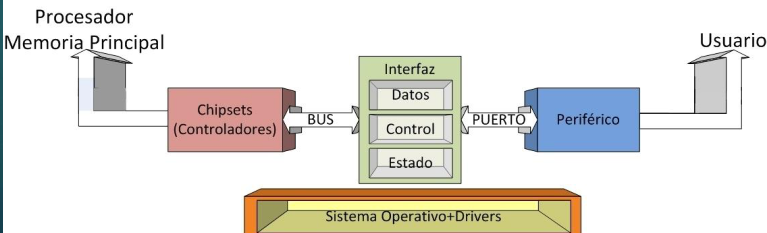 Procesador
Memoria Principal
Usuario
Interfaz
Datos
Chipsets
(Controladores)
BUS
Control
PUERTO
Periférico
Estado
Sistema Operativo+Drivers